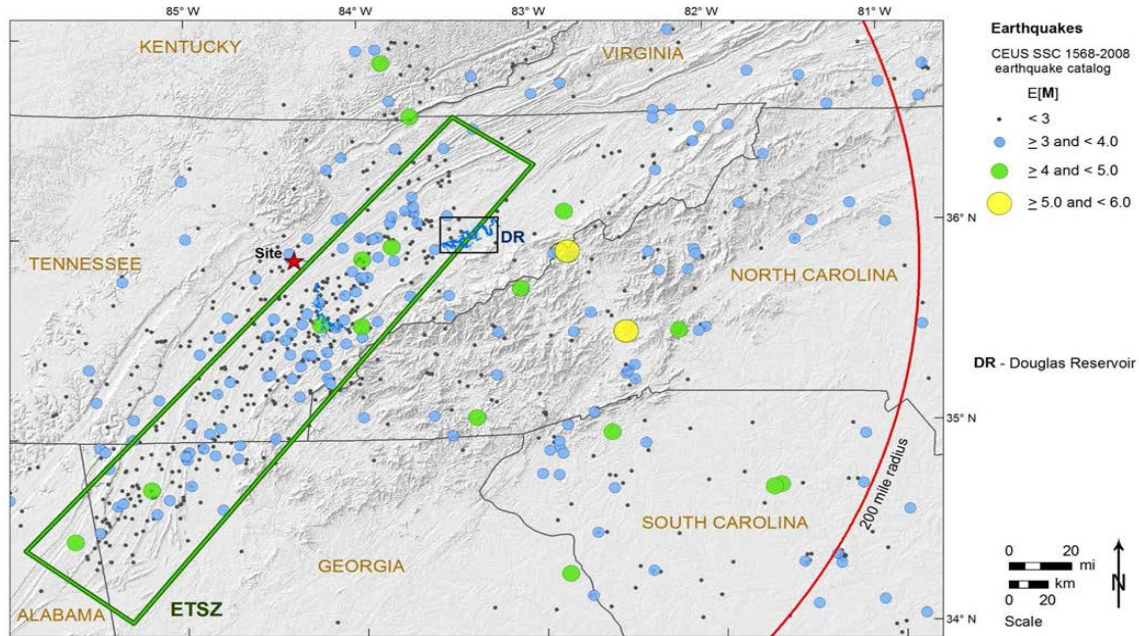 85°W 84°W 83°W 82°W 81°W
KENTUCKY
VIRGINIA
36°N
DR
Site
TENNESSEE
NORTH CAROLINA
35°N
200 mile radius
SOUTH CAROLINA
GEORGIA
ETSZ
ALABAMA
34°N
Earthquakes
CEUS SSC 1568-2008
earthquake catalog
E[M]
< 3
≥ 3 and < 4.0
≥ 4 and < 5.0
≥ 5.0 and < 6.0
DR - Douglas Reservoir
0 20
mi
km
0 20
Scale
N